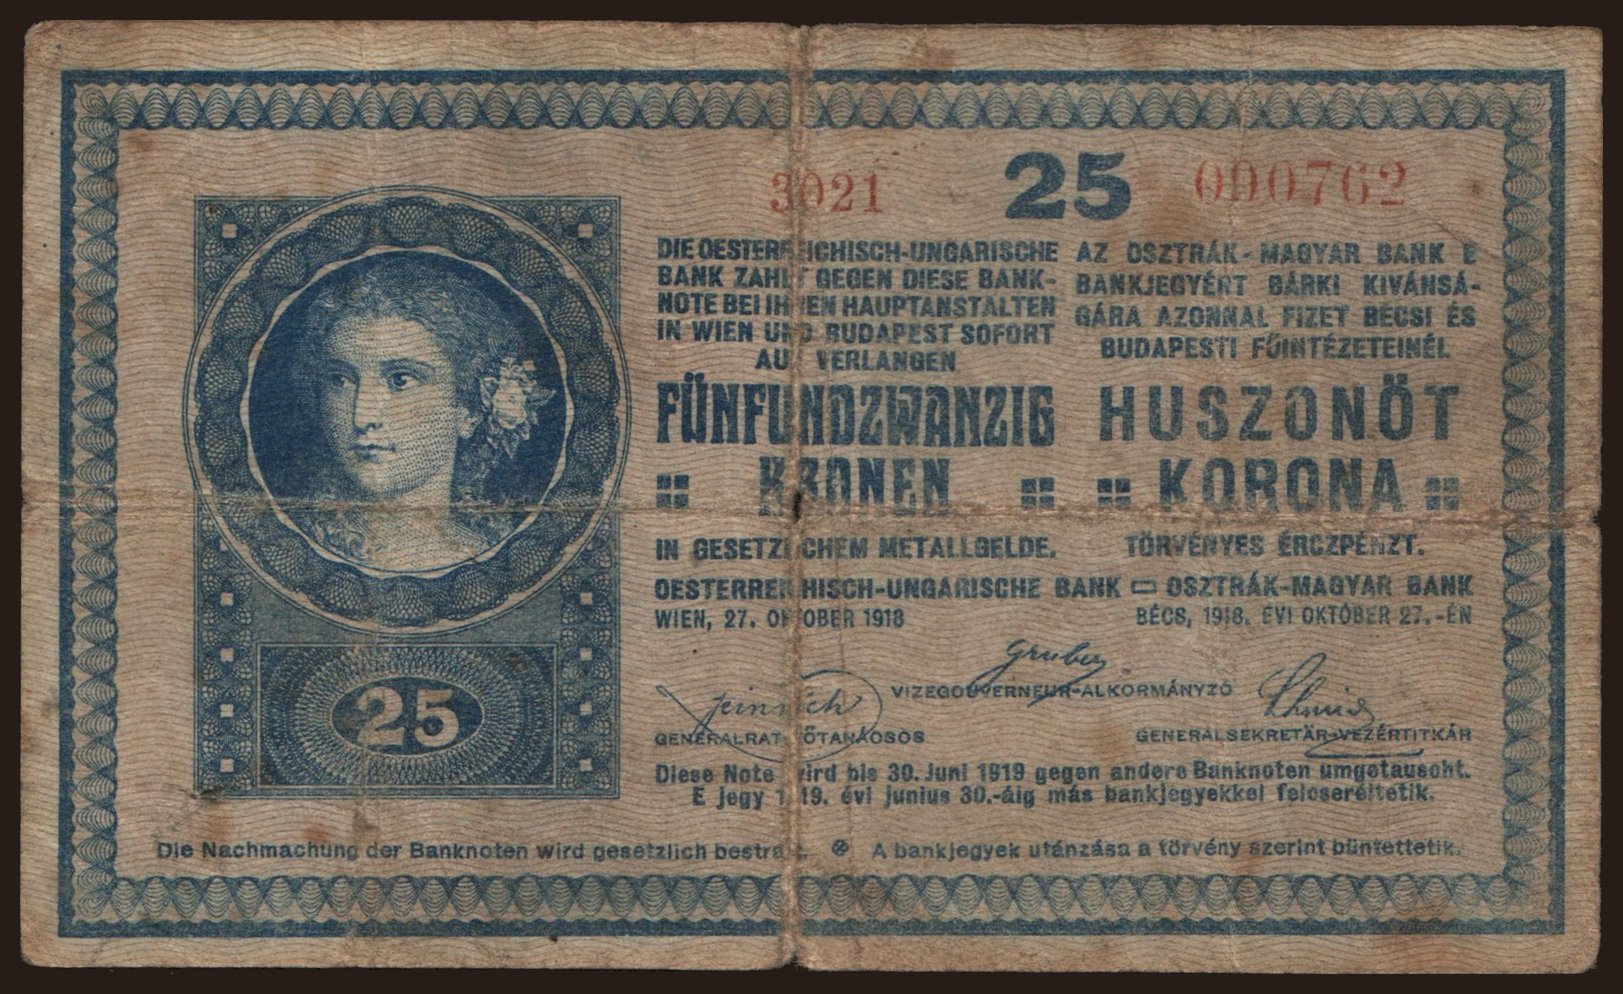 3021 25 000762
DIE OESTERREICHISCH-UNGARISCHE
BANK ZAHLT GEGEN DIESE BANK-
NOTE BEI IHREN HAUPTANSTALTEN
IN WIEN UND BUDAPEST SOFORT
AUF VERLANGEN
FÜNFUNDZWANZIG
KRONEN
IN GESETZLICHEM METALLGELDE.
AZ OSZTRÁK-MAGYAR BANK E
BANKJEGYÉRT BÁRKI KIVÁNSÁ-
GÁRA AZONNAL FIZET BÉCSI ÉS
BUDAPESTI FŐINTÉZETEINÉL
HUSZONÖT
KORONA
TÖRVÉNYES ÉRCZPÉNZT.
OESTERREICHISCH-UNGARISCHE BANK OSZTRÁK-MAGYAR BANK
WIEN, 27. OKTOBER 1918
BÉCS, 1918. ÉVI OKTÓBER 27.-ÉN
Gruber
VIZEGOUVERNEUR-ALKORMÁNYZÓ
Schmid
GENERALRAT-FŐTANÁCSOS
GENERALSEKRETÄR-VEZÉRTITKÁR
25
Diese Note wird bis 30. Juni 1919 gegen andere Banknoten umgetauscht.
E jegy 1919. évi junius 30.-áig más bankjegyekkel felcseréltetik.
Die Nachmachung der Banknoten wird gesetzlich bestraft. A bankjegyek utánzása a törvény szerint büntettetik.